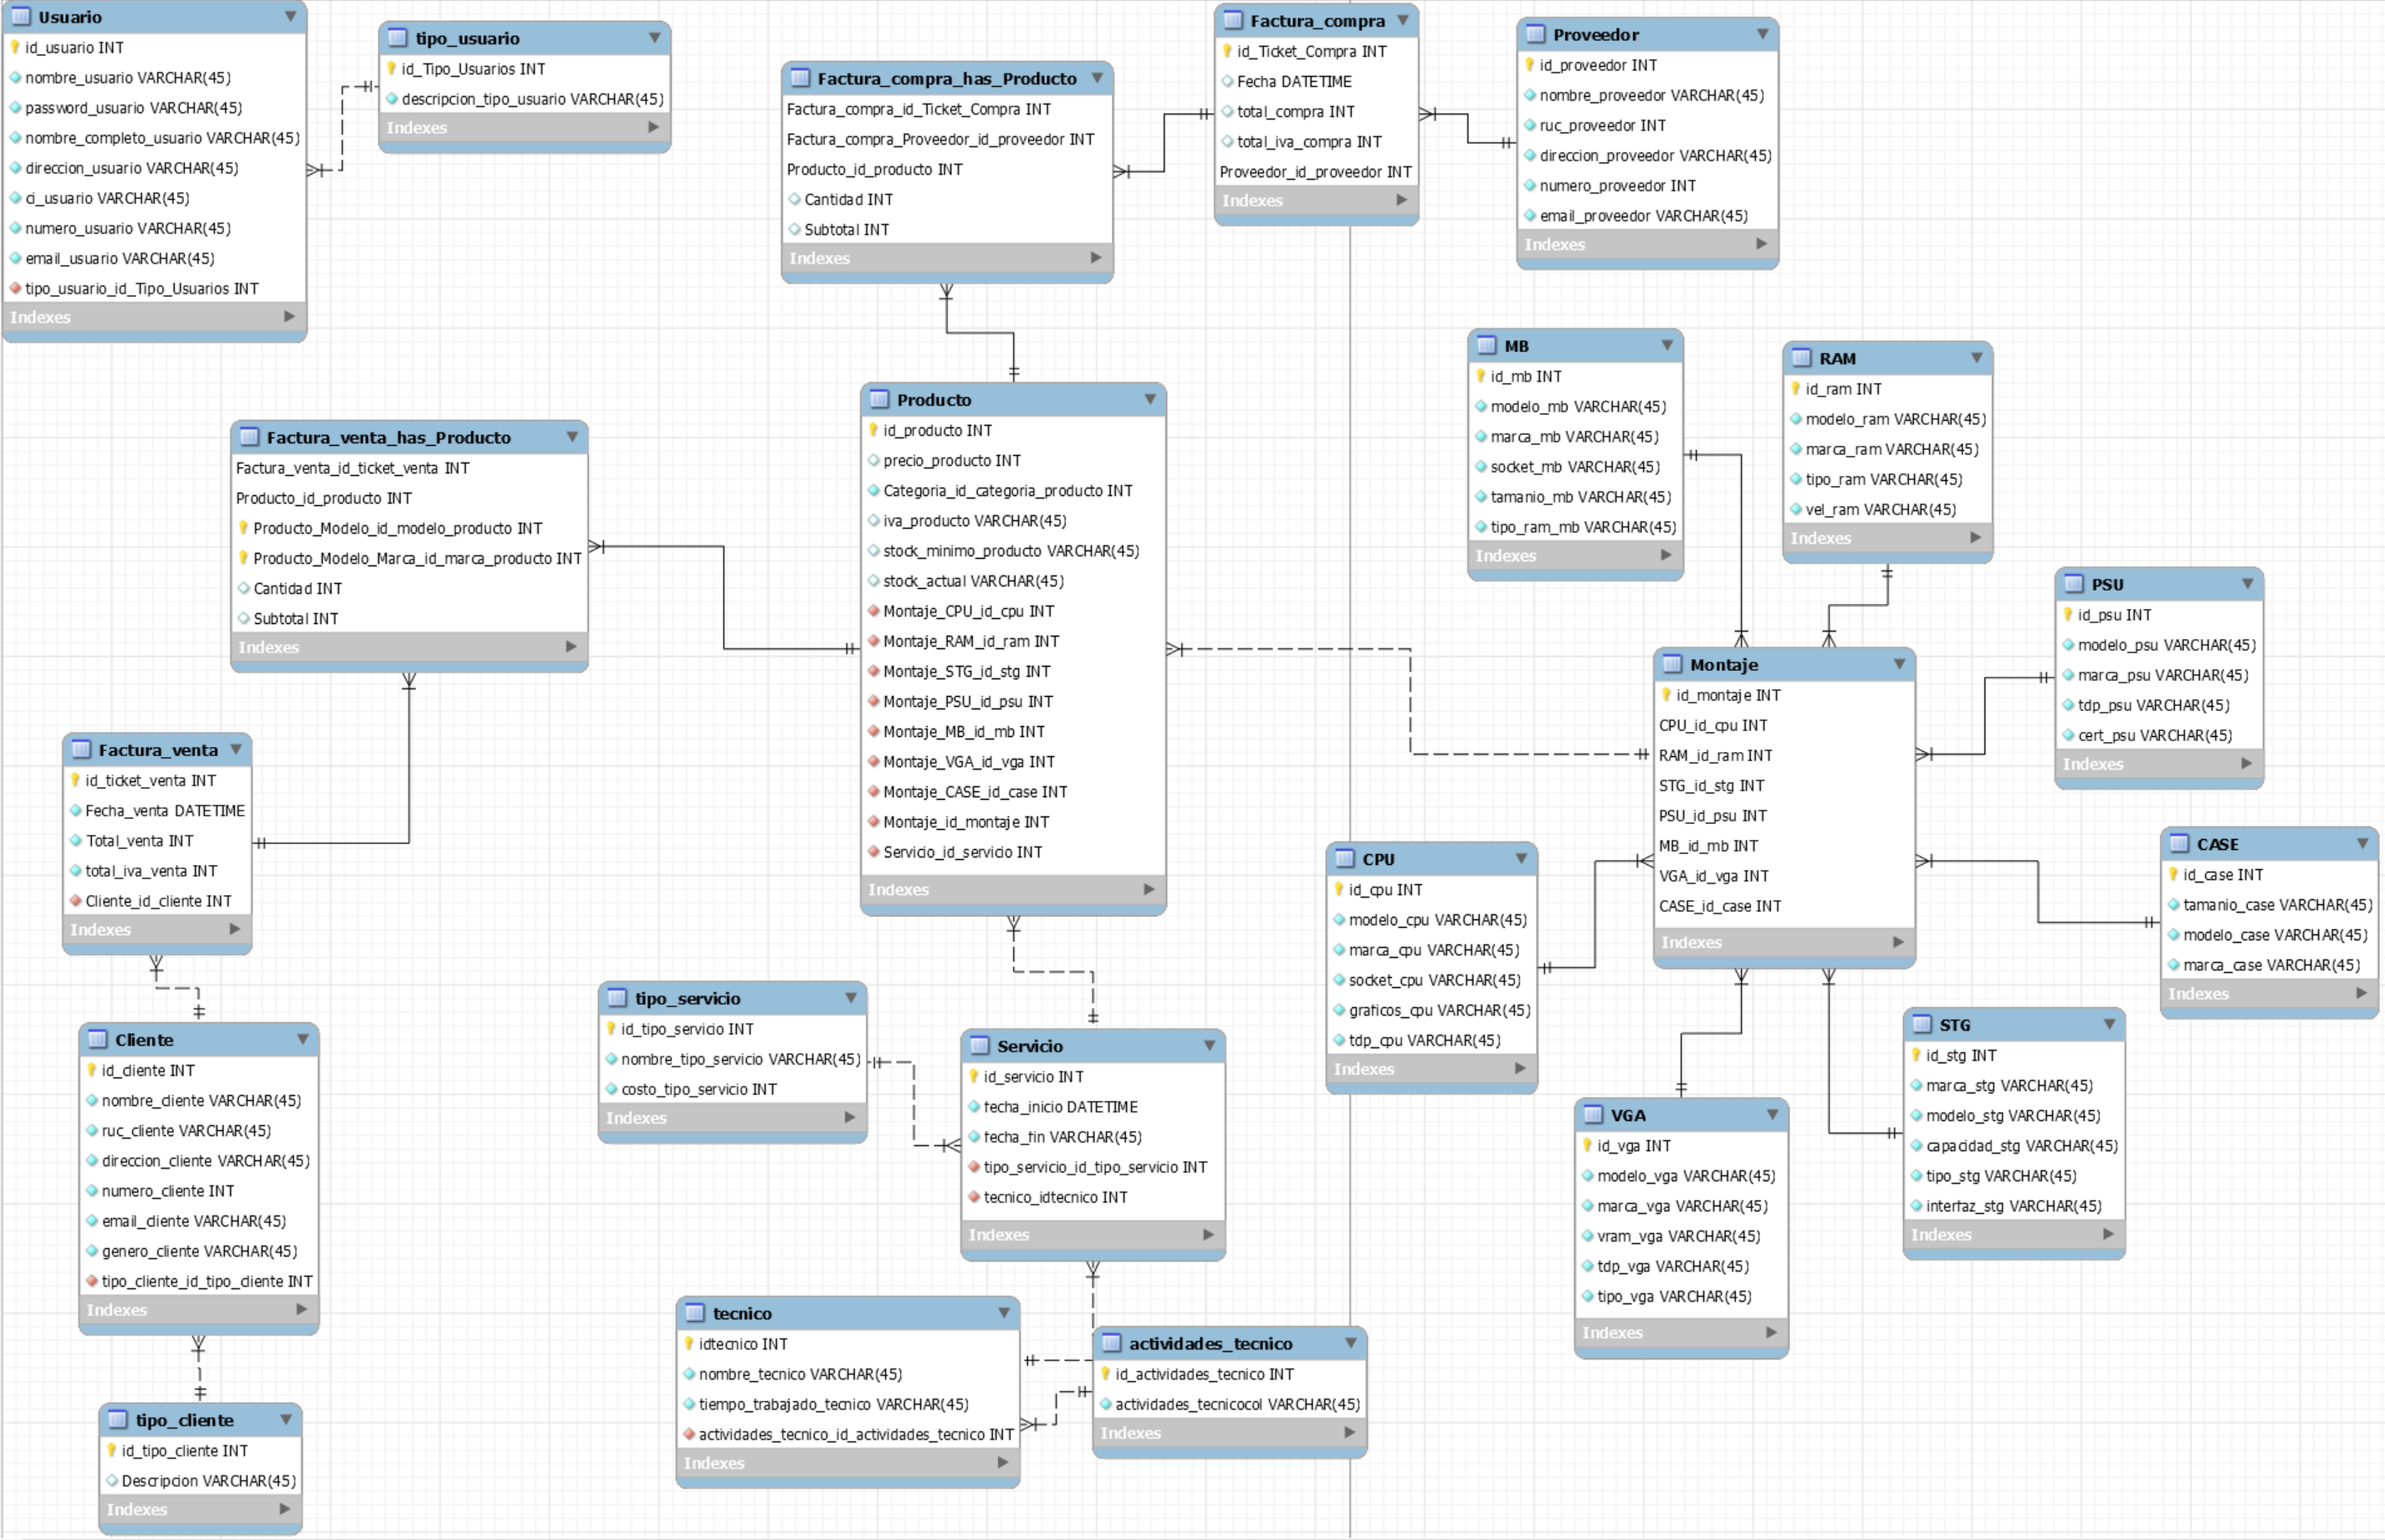 Usuario
id_usuario INT
nombre_usuario VARCHAR(45)
password_usuario VARCHAR(45)
nombre_completo_usuario VARCHAR(45)
direccion_usuario VARCHAR(45)
ci_usuario VARCHAR(45)
numero_usuario VARCHAR(45)
email_usuario VARCHAR(45)
tipo_usuario_id_Tipo_Usuarios INT
Indexes
tipo_usuario
id_Tipo_Usuarios INT
descripcion_tipo_usuario VARCHAR(45)
Indexes
Factura_compra_has_Producto
Factura_compra_id_Ticket_Compra INT
Factura_compra_Proveedor_id_proveedor INT
Producto_id_producto INT
Cantidad INT
Subtotal INT
Indexes
Factura_compra
id_Ticket_Compra INT
Fecha DATETIME
total_compra INT
total_iva_compra INT
Proveedor_id_proveedor INT
Indexes
Proveedor
id_proveedor INT
nombre_proveedor VARCHAR(45)
ruc_proveedor INT
direccion_proveedor VARCHAR(45)
numero_proveedor INT
email_proveedor VARCHAR(45)
Indexes
Factura_venta_has_Producto
Factura_venta_id_ticket_venta INT
Producto_id_producto INT
Producto_Modelo_id_modelo_producto INT
Producto_Modelo_Marca_id_marca_producto INT
Cantidad INT
Subtotal INT
Indexes
Producto
id_producto INT
precio_producto INT
Categoria_id_categoria_producto INT
iva_producto VARCHAR(45)
stock_minimo_producto VARCHAR(45)
stock_actual VARCHAR(45)
Montaje_CPU_id_cpu INT
Montaje_RAM_id_ram INT
Montaje_STG_id_stg INT
Montaje_PSU_id_psu INT
Montaje_MB_id_mb INT
Montaje_VGA_id_vga INT
Montaje_CASE_id_case INT
Montaje_id_montaje INT
Servicio_id_servicio INT
Indexes
MB
id_mb INT
modelo_mb VARCHAR(45)
marca_mb VARCHAR(45)
socket_mb VARCHAR(45)
tamanio_mb VARCHAR(45)
tipo_ram_mb VARCHAR(45)
Indexes
RAM
id_ram INT
modelo_ram VARCHAR(45)
marca_ram VARCHAR(45)
tipo_ram VARCHAR(45)
vel_ram VARCHAR(45)
Indexes
PSU
id_psu INT
modelo_psu VARCHAR(45)
marca_psu VARCHAR(45)
tdp_psu VARCHAR(45)
cert_psu VARCHAR(45)
Indexes
Montaje
id_montaje INT
CPU_id_cpu INT
RAM_id_ram INT
STG_id_stg INT
PSU_id_psu INT
MB_id_mb INT
VGA_id_vga INT
CASE_id_case INT
Indexes
Factura_venta
id_ticket_venta INT
Fecha_venta DATETIME
Total_venta INT
total_iva_venta INT
Cliente_id_cliente INT
Indexes
CPU
id_cpu INT
modelo_cpu VARCHAR(45)
marca_cpu VARCHAR(45)
socket_cpu VARCHAR(45)
graficos_cpu VARCHAR(45)
tdp_cpu VARCHAR(45)
Indexes
CASE
id_case INT
tamanio_case VARCHAR(45)
modelo_case VARCHAR(45)
marca_case VARCHAR(45)
Indexes
tipo_servicio
id_tipo_servicio INT
nombre_tipo_servicio VARCHAR(45)
costo_tipo_servicio INT
Indexes
Servicio
id_servicio INT
fecha_inicio DATETIME
fecha_fin VARCHAR(45)
tipo_servicio_id_tipo_servicio INT
tecnico_idtecnico INT
Indexes
STG
id_stg INT
marca_stg VARCHAR(45)
modelo_stg VARCHAR(45)
capacidad_stg VARCHAR(45)
tipo_stg VARCHAR(45)
interfaz_stg VARCHAR(45)
Indexes
Cliente
id_cliente INT
nombre_cliente VARCHAR(45)
ruc_cliente VARCHAR(45)
direccion_cliente VARCHAR(45)
numero_cliente INT
email_cliente VARCHAR(45)
genero_cliente VARCHAR(45)
tipo_cliente_id_tipo_cliente INT
Indexes
VGA
id_vga INT
modelo_vga VARCHAR(45)
marca_vga VARCHAR(45)
vram_vga VARCHAR(45)
tdp_vga VARCHAR(45)
tipo_vga VARCHAR(45)
Indexes
tecnico
idtecnico INT
nombre_tecnico VARCHAR(45)
tiempo_trabajado_tecnico VARCHAR(45)
actividades_tecnico_id_actividades_tecnico INT
Indexes
actividades_tecnico
id_actividades_tecnico INT
actividades_tecnicocol VARCHAR(45)
Indexes
tipo_cliente
id_tipo_cliente INT
Descripcion VARCHAR(45)
Indexes